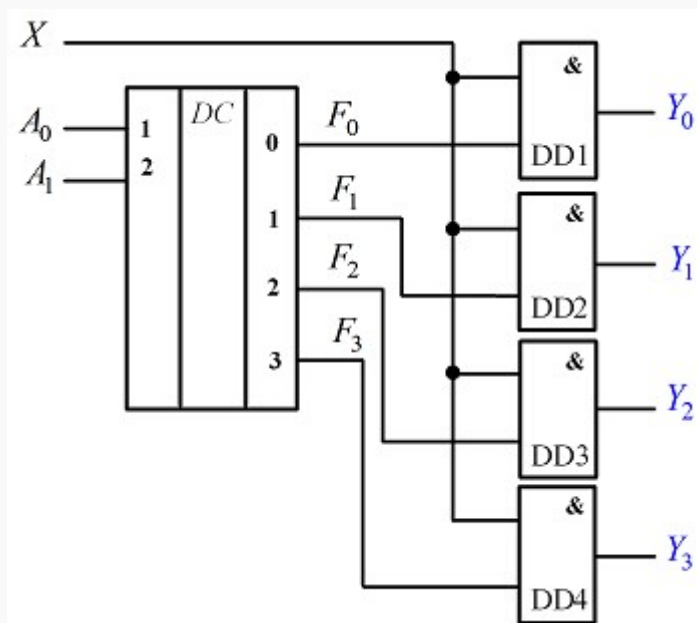 X
&
Y₀
DD1
A₀
A₁
1
2
DC
0
1
2
3
F₀
F₁
F₂
F₃
&
Y₁
DD2
&
Y₂
DD3
&
Y₃
DD4